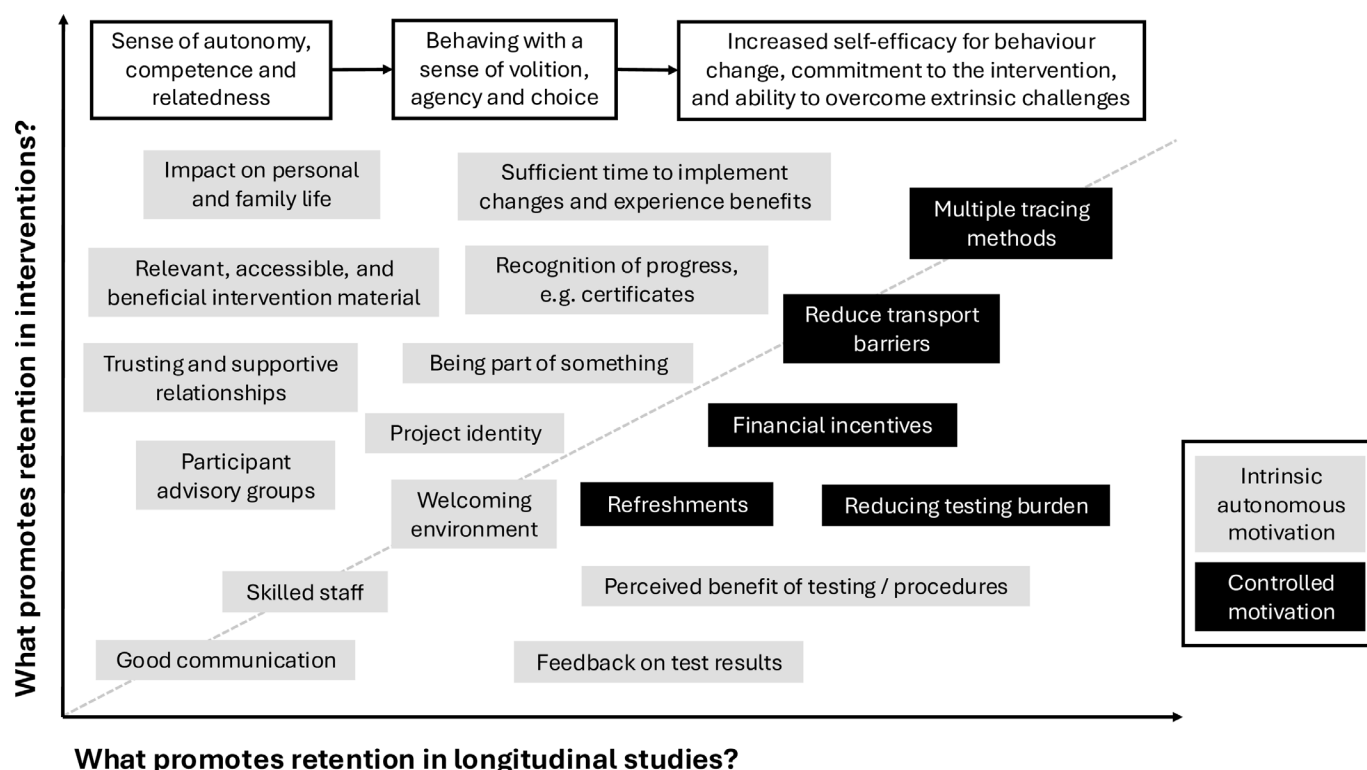 What promotes retention in interventions?
Sense of autonomy,
competence and
relatedness
Behaving with a
sense of volition,
agency and choice
Increased self-efficacy for behaviour
change, commitment to the intervention,
and ability to overcome extrinsic challenges
Impact on personal
and family life
Sufficient time to implement
changes and experience benefits
Multiple tracing
methods
Relevant, accessible, and
beneficial intervention material
Recognition of progress,
e.g. certificates
Reduce transport
barriers
Trusting and supportive
relationships
Being part of something
Project identity
Financial incentives
Participant
advisory groups
Welcoming
environment
Refreshments
Reducing testing burden
Skilled staff
Perceived benefit of testing / procedures
Good communication
Feedback on test results
Intrinsic
autonomous
motivation
Controlled
motivation
What promotes retention in longitudinal studies?